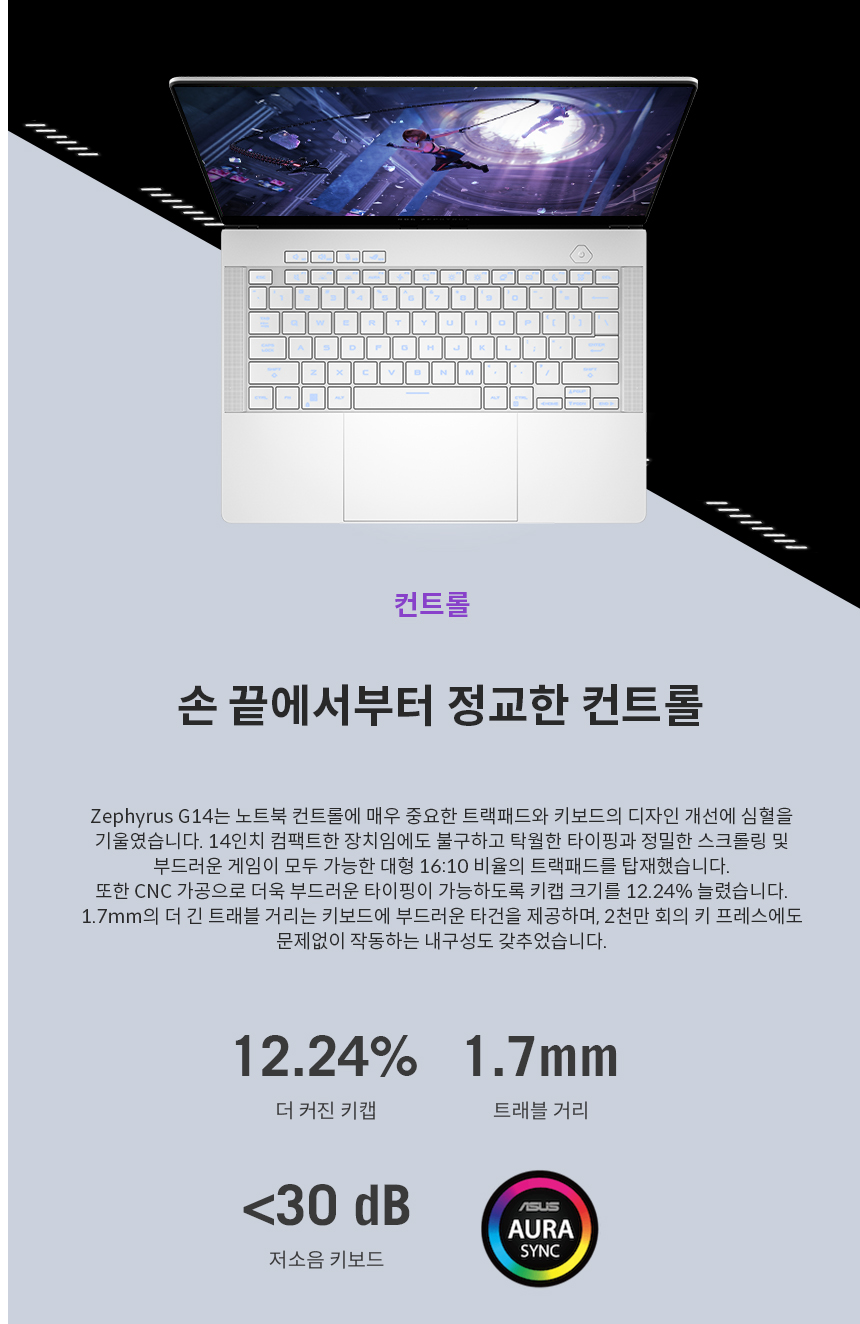 컨트롤
손 끝에서부터 정교한 컨트롤
Zephyrus G14는 노트북 컨트롤에 매우 중요한 트랙패드와 키보드의 디자인 개선에 심혈을
기울였습니다. 14인치 컴팩트한 장치임에도 불구하고 탁월한 타이핑과 정밀한 스크롤링 및
부드러운 게임이 모두 가능한 대형 16:10 비율의 트랙패드를 탑재했습니다.
또한 CNC 가공으로 더욱 부드러운 타이핑이 가능하도록 키캡 크기를 12.24% 늘렸습니다.
1.7mm의 더 긴 트래블 거리는 키보드에 부드러운 타건을 제공하며, 2천만 회의 키 프레스에도
문제없이 작동하는 내구성도 갖추었습니다.
12.24% 1.7mm
더 커진 키캡 트래블 거리
<30 dB
저소음 키보드
ASUS
AURA
SYNC